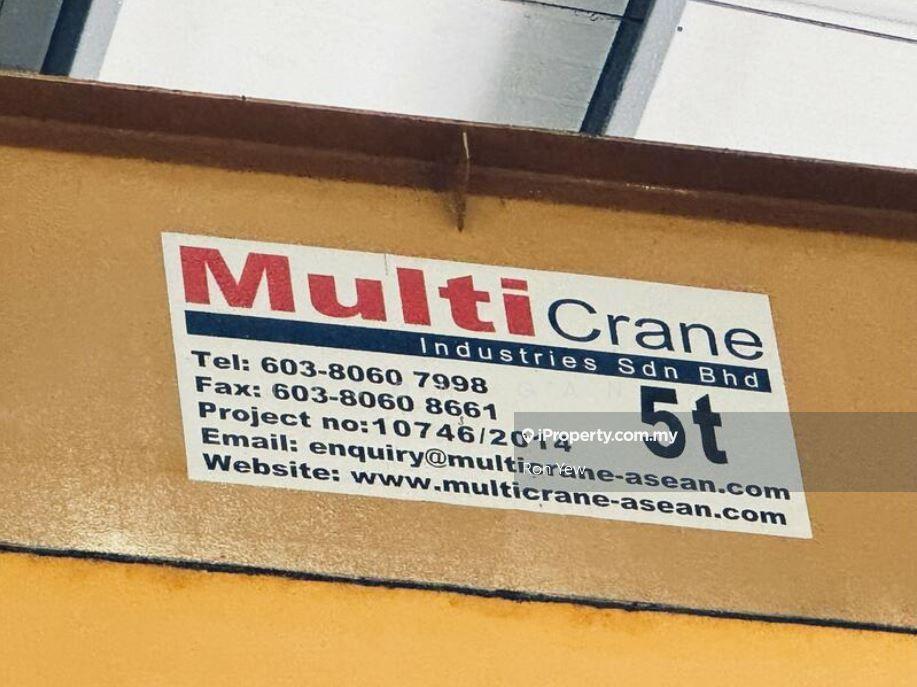 Multi Crane
Industries Sdn Bhd
Tel: 603-8060 7998
Fax: 603-8060 8661
5t
Project no:10746/2014
Email: enquiry@multicrane-asean.com
Website: www.multicrane-asean.com
© iProperty.com.my
Ron Yew